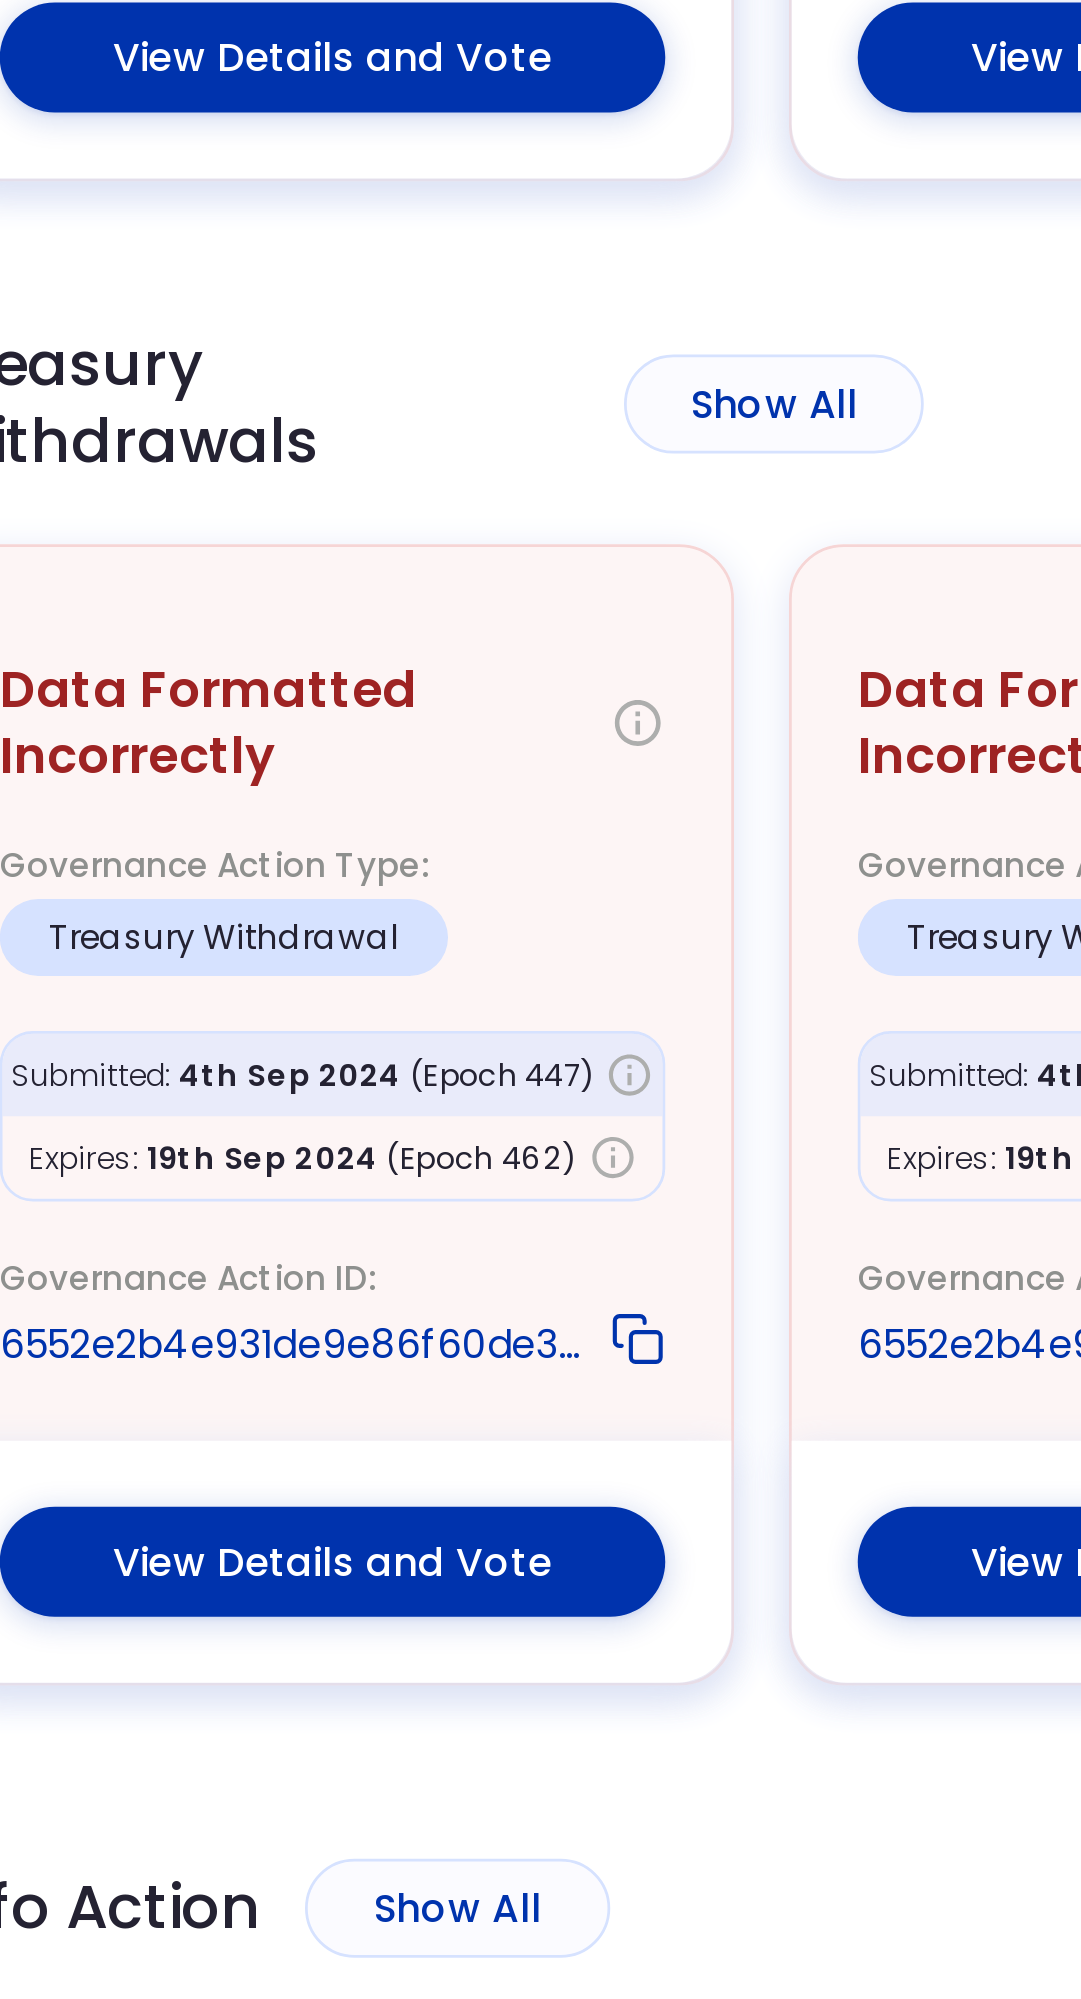 View Details and Vote
View
easury
ithdrawals
Show All
Data Formatted
Incorrectly
Governance Action Type:
Treasury Withdrawal
Submitted: 4th Sep 2024 (Epoch 447)
Expires: 19th Sep 2024 (Epoch 462)
Governance Action ID:
6552e2b4e931de9e86f60de3...
View Details and Vote
Data For
Incorrect
Governance
Treasury W
Submitted: 4th
Expires: 19th
Governance
6552e2b4e9
View
fo Action
Show All